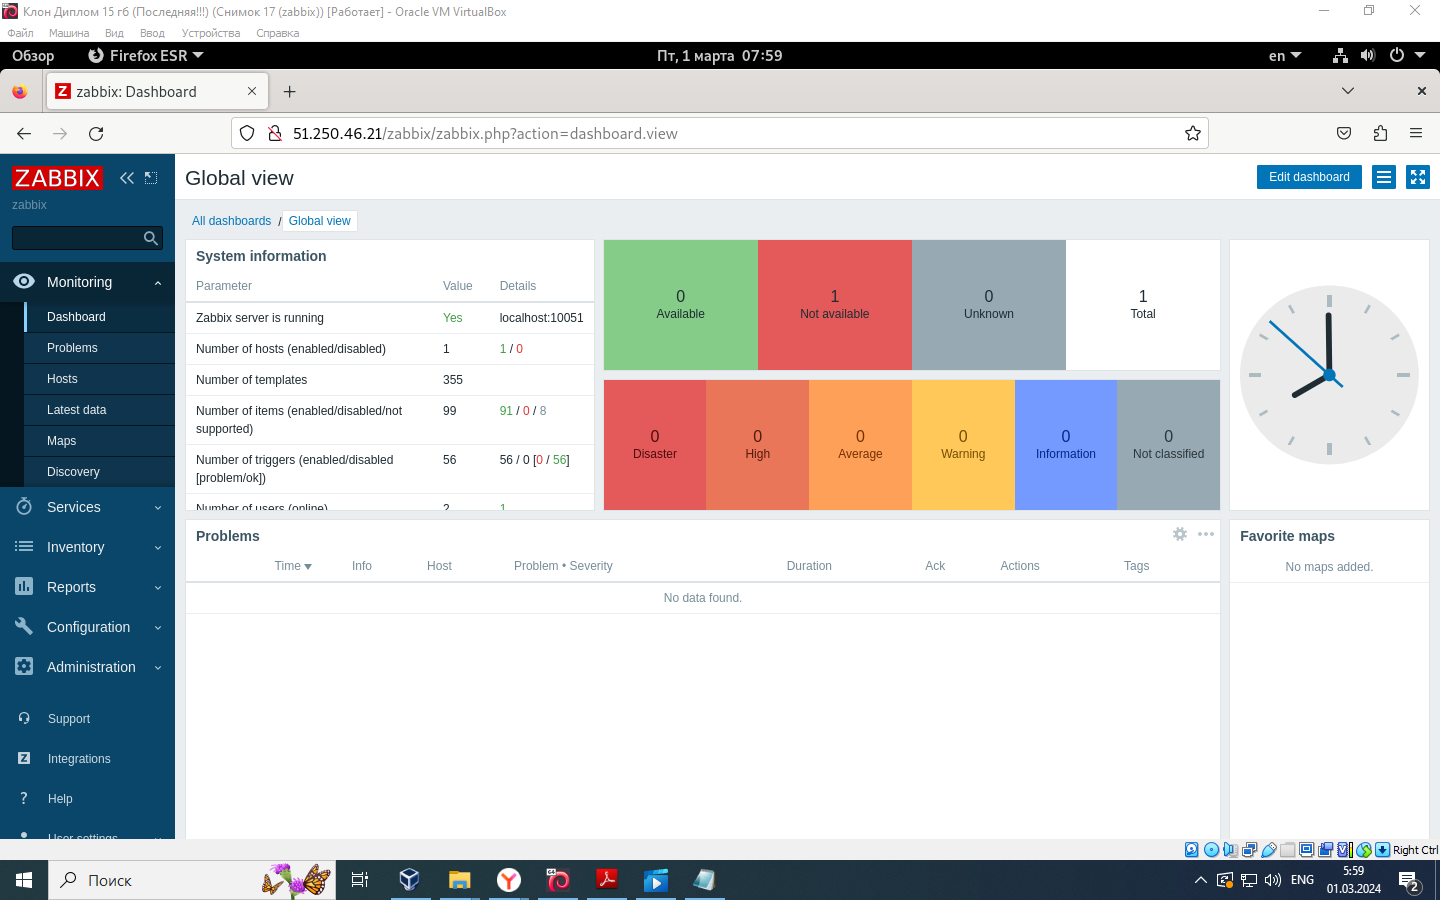 Клон Диплом 15 гб (Последняя!!!) (Снимок 17 (zabbix)) [Работает] - Oracle VM VirtualBox
Файл Машина Вид Ввод Устройства Справка
Обзор Firefox ESR Пт, 1 марта 07:59 en
zabbix: Dashboard
51.250.46.21/zabbix/zabbix.php?action=dashboard.view
ZABBIX
zabbix
Monitoring
Dashboard
Problems
Hosts
Latest data
Maps
Discovery
Services
Inventory
Reports
Configuration
Administration
Support
Integrations
Help
User settings
Global view
Edit dashboard
All dashboards / Global view
System information
Parameter Value Details
Zabbix server is running Yes localhost:10051
Number of hosts (enabled/disabled) 1 1 / 0
Number of templates 355
Number of items (enabled/disabled/not supported) 99 91 / 0 / 8
Number of triggers (enabled/disabled [problem/ok]) 56 56 / 0 [0 / 56]
Number of users (online) 2 1
0 1 0 1
Available Not available Unknown Total
0 0 0 0 0 0
Disaster High Average Warning Information Not classified
Problems
Time Info Host Problem • Severity Duration Ack Actions Tags
No data found.
Favorite maps
No maps added.
Right Ctrl
Поиск
ENG
5:59
01.03.2024
2